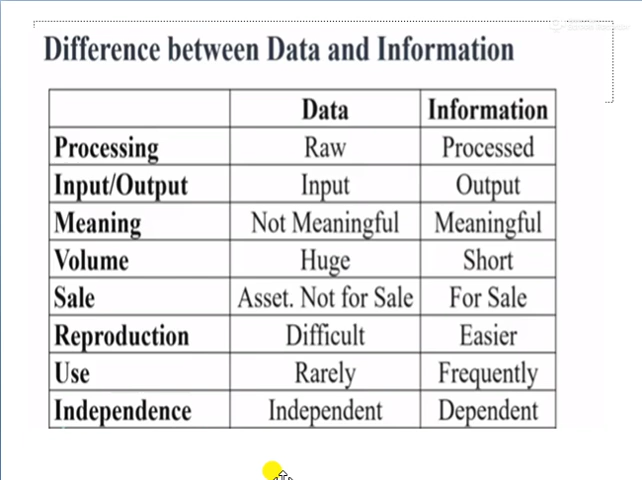 Difference between Data and Information
Data Information
Processing Raw Processed
Input/Output Input Output
Meaning Not Meaningful Meaningful
Volume Huge Short
Sale Asset. Not for Sale For Sale
Reproduction Difficult Easier
Use Rarely Frequently
Independence Independent Dependent